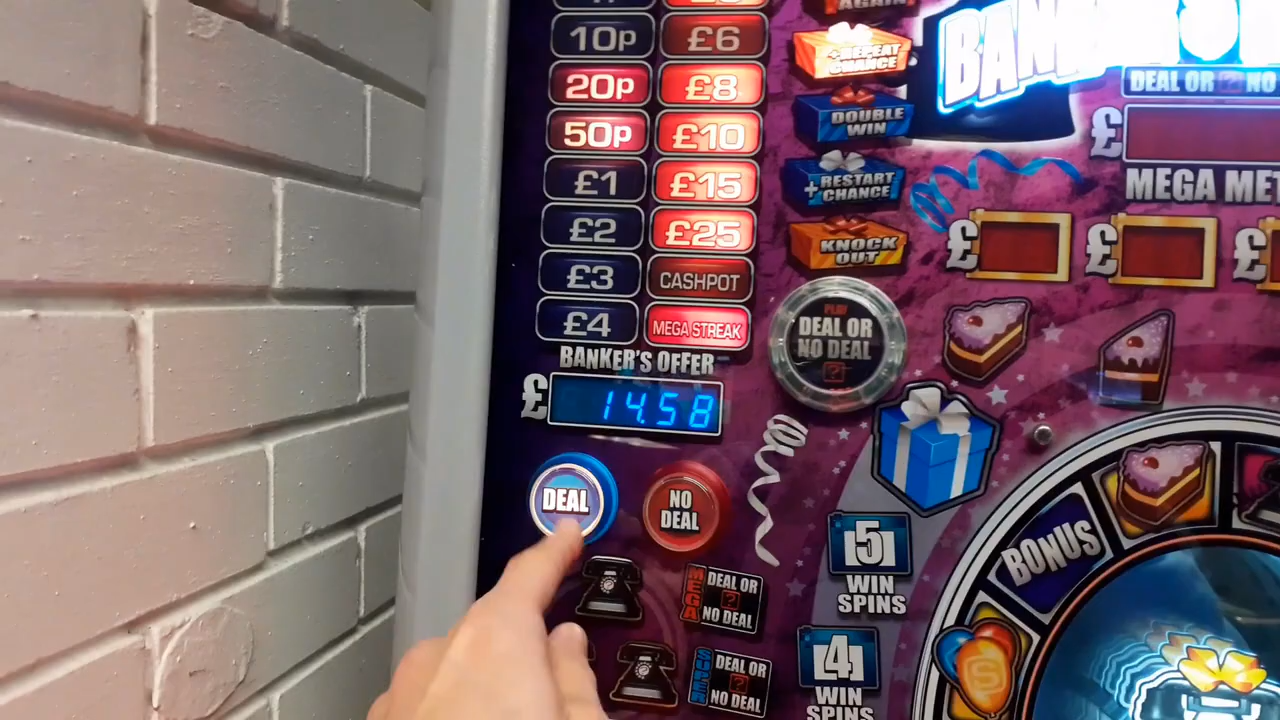 10p
£6
20p
£8
50p
£10
£1
£15
£2
£25
£3
CASHPOT
£4
MEGA STREAK
BANKER'S OFFER
£ 14.58
DEAL
NO
DEAL
MEGA
DEAL OR
?
NO DEAL
SUPER
DEAL OR
?
NO DEAL
AGAIN
+REPEAT
CHANCE
DOUBLE
WIN
+RESTART
CHANCE
KNOCK
OUT
PLAY
DEAL OR
NO DEAL
?
DEAL OR ? NO
£
MEGA MET
£ £ £
5
WIN
SPINS
4
WIN
SPINS
BONUS
S